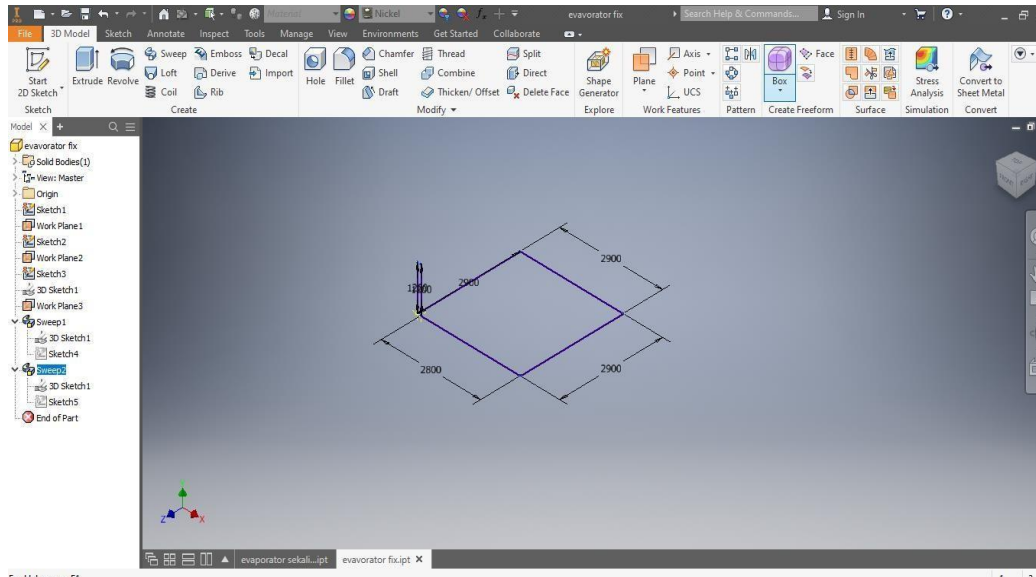 Material
Nickel
evavorator fix
Search Help & Commands...
Sign In
File 3D Model Sketch Annotate Inspect Tools Manage View Environments Get Started Collaborate
Start 2D Sketch
Extrude
Revolve
Sweep Emboss Decal
Loft Derive Import
Coil Rib
Hole
Fillet
Chamfer Thread Split
Shell Combine Direct
Draft Thicken/ Offset Delete Face
Shape Generator
Plane
Axis
Point
UCS
Box
Face
Stress Analysis
Convert to Sheet Metal
Sketch Create Modify Explore Work Features Pattern Create Freeform Surface Simulation Convert
Model
evavorator fix
Solid Bodies(1)
View: Master
Origin
Sketch1
Work Plane1
Sketch2
Work Plane2
Sketch3
3D Sketch1
Work Plane3
Sweep1
3D Sketch1
Sketch4
Sweep2
3D Sketch1
Sketch5
End of Part
2900
2900
2800
2900
Y
Z
X
evaporator sekali...ipt
evavorator fix.ipt